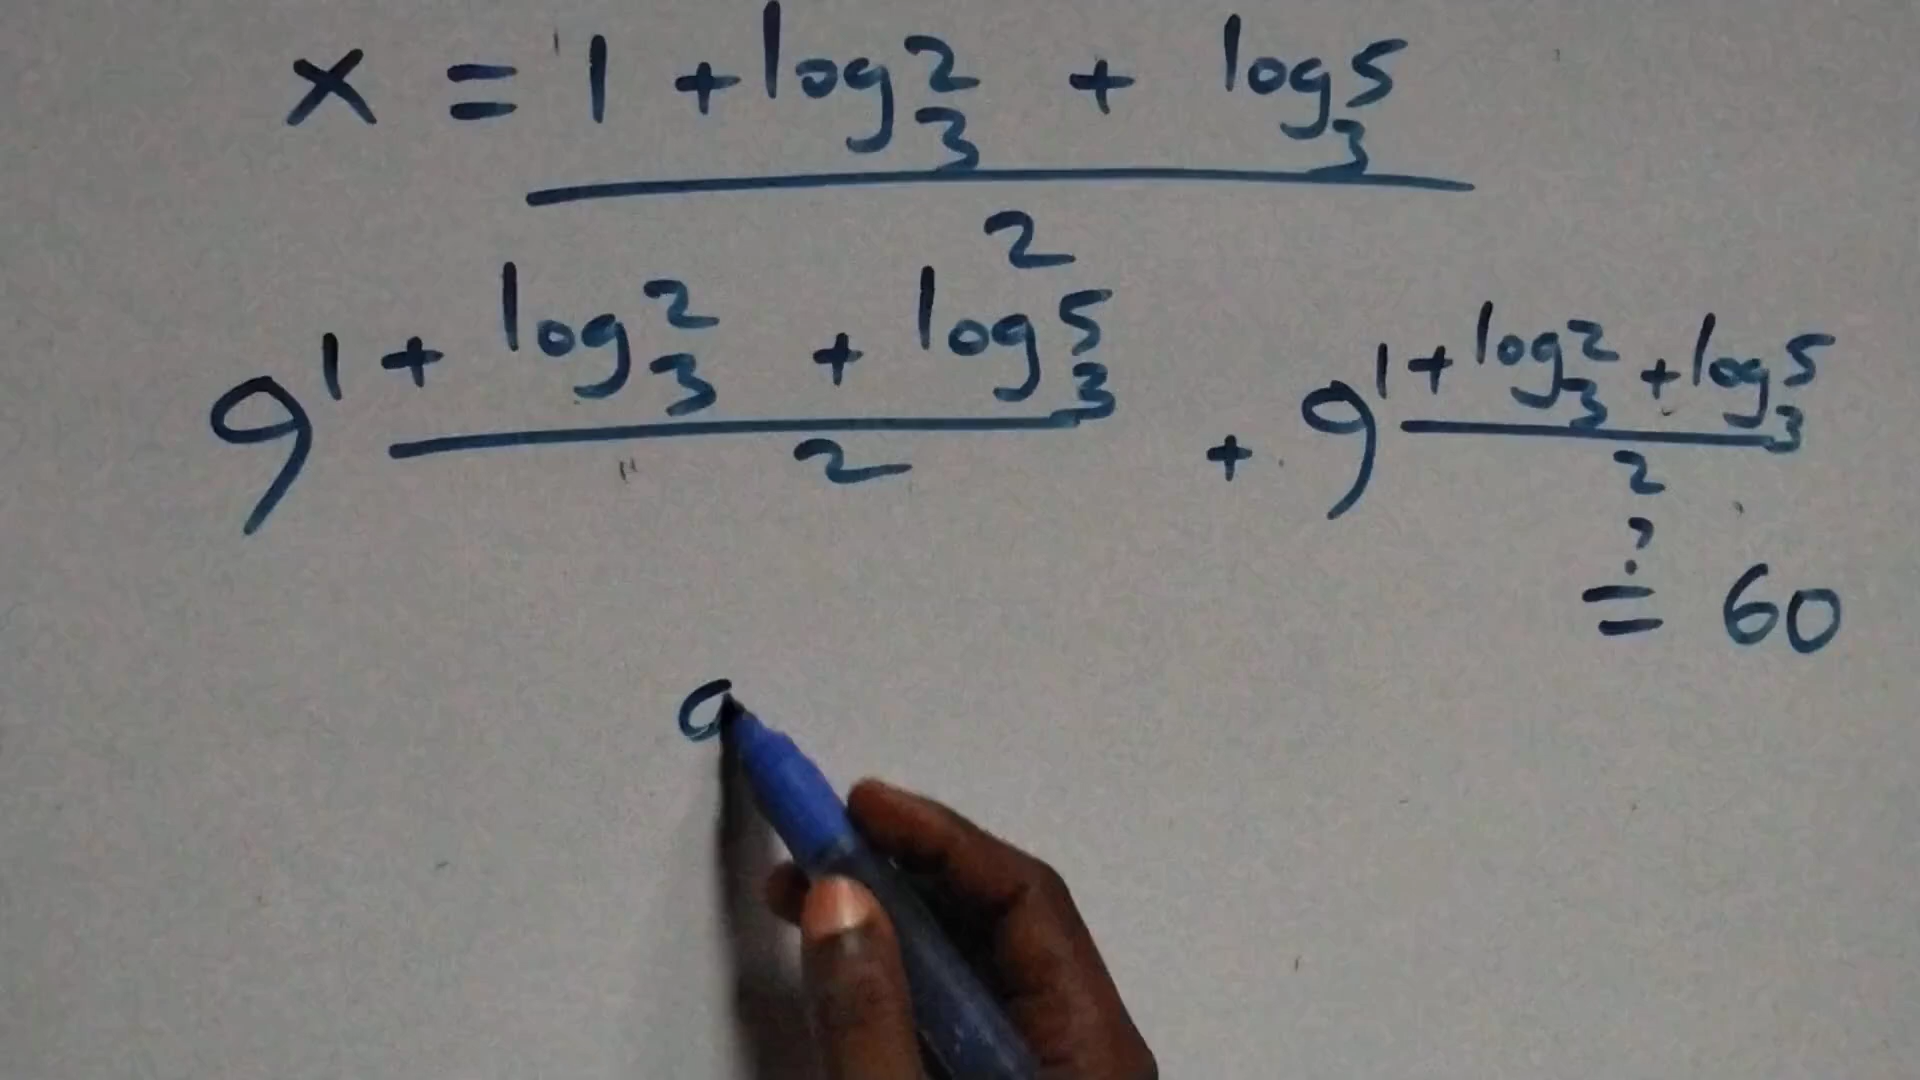 x = 1 + log₃2 + log₃5
2
9^1 + log₃2 + log₃5 + 9^1 + log₃2 + log₃5
2 2
?
= 60